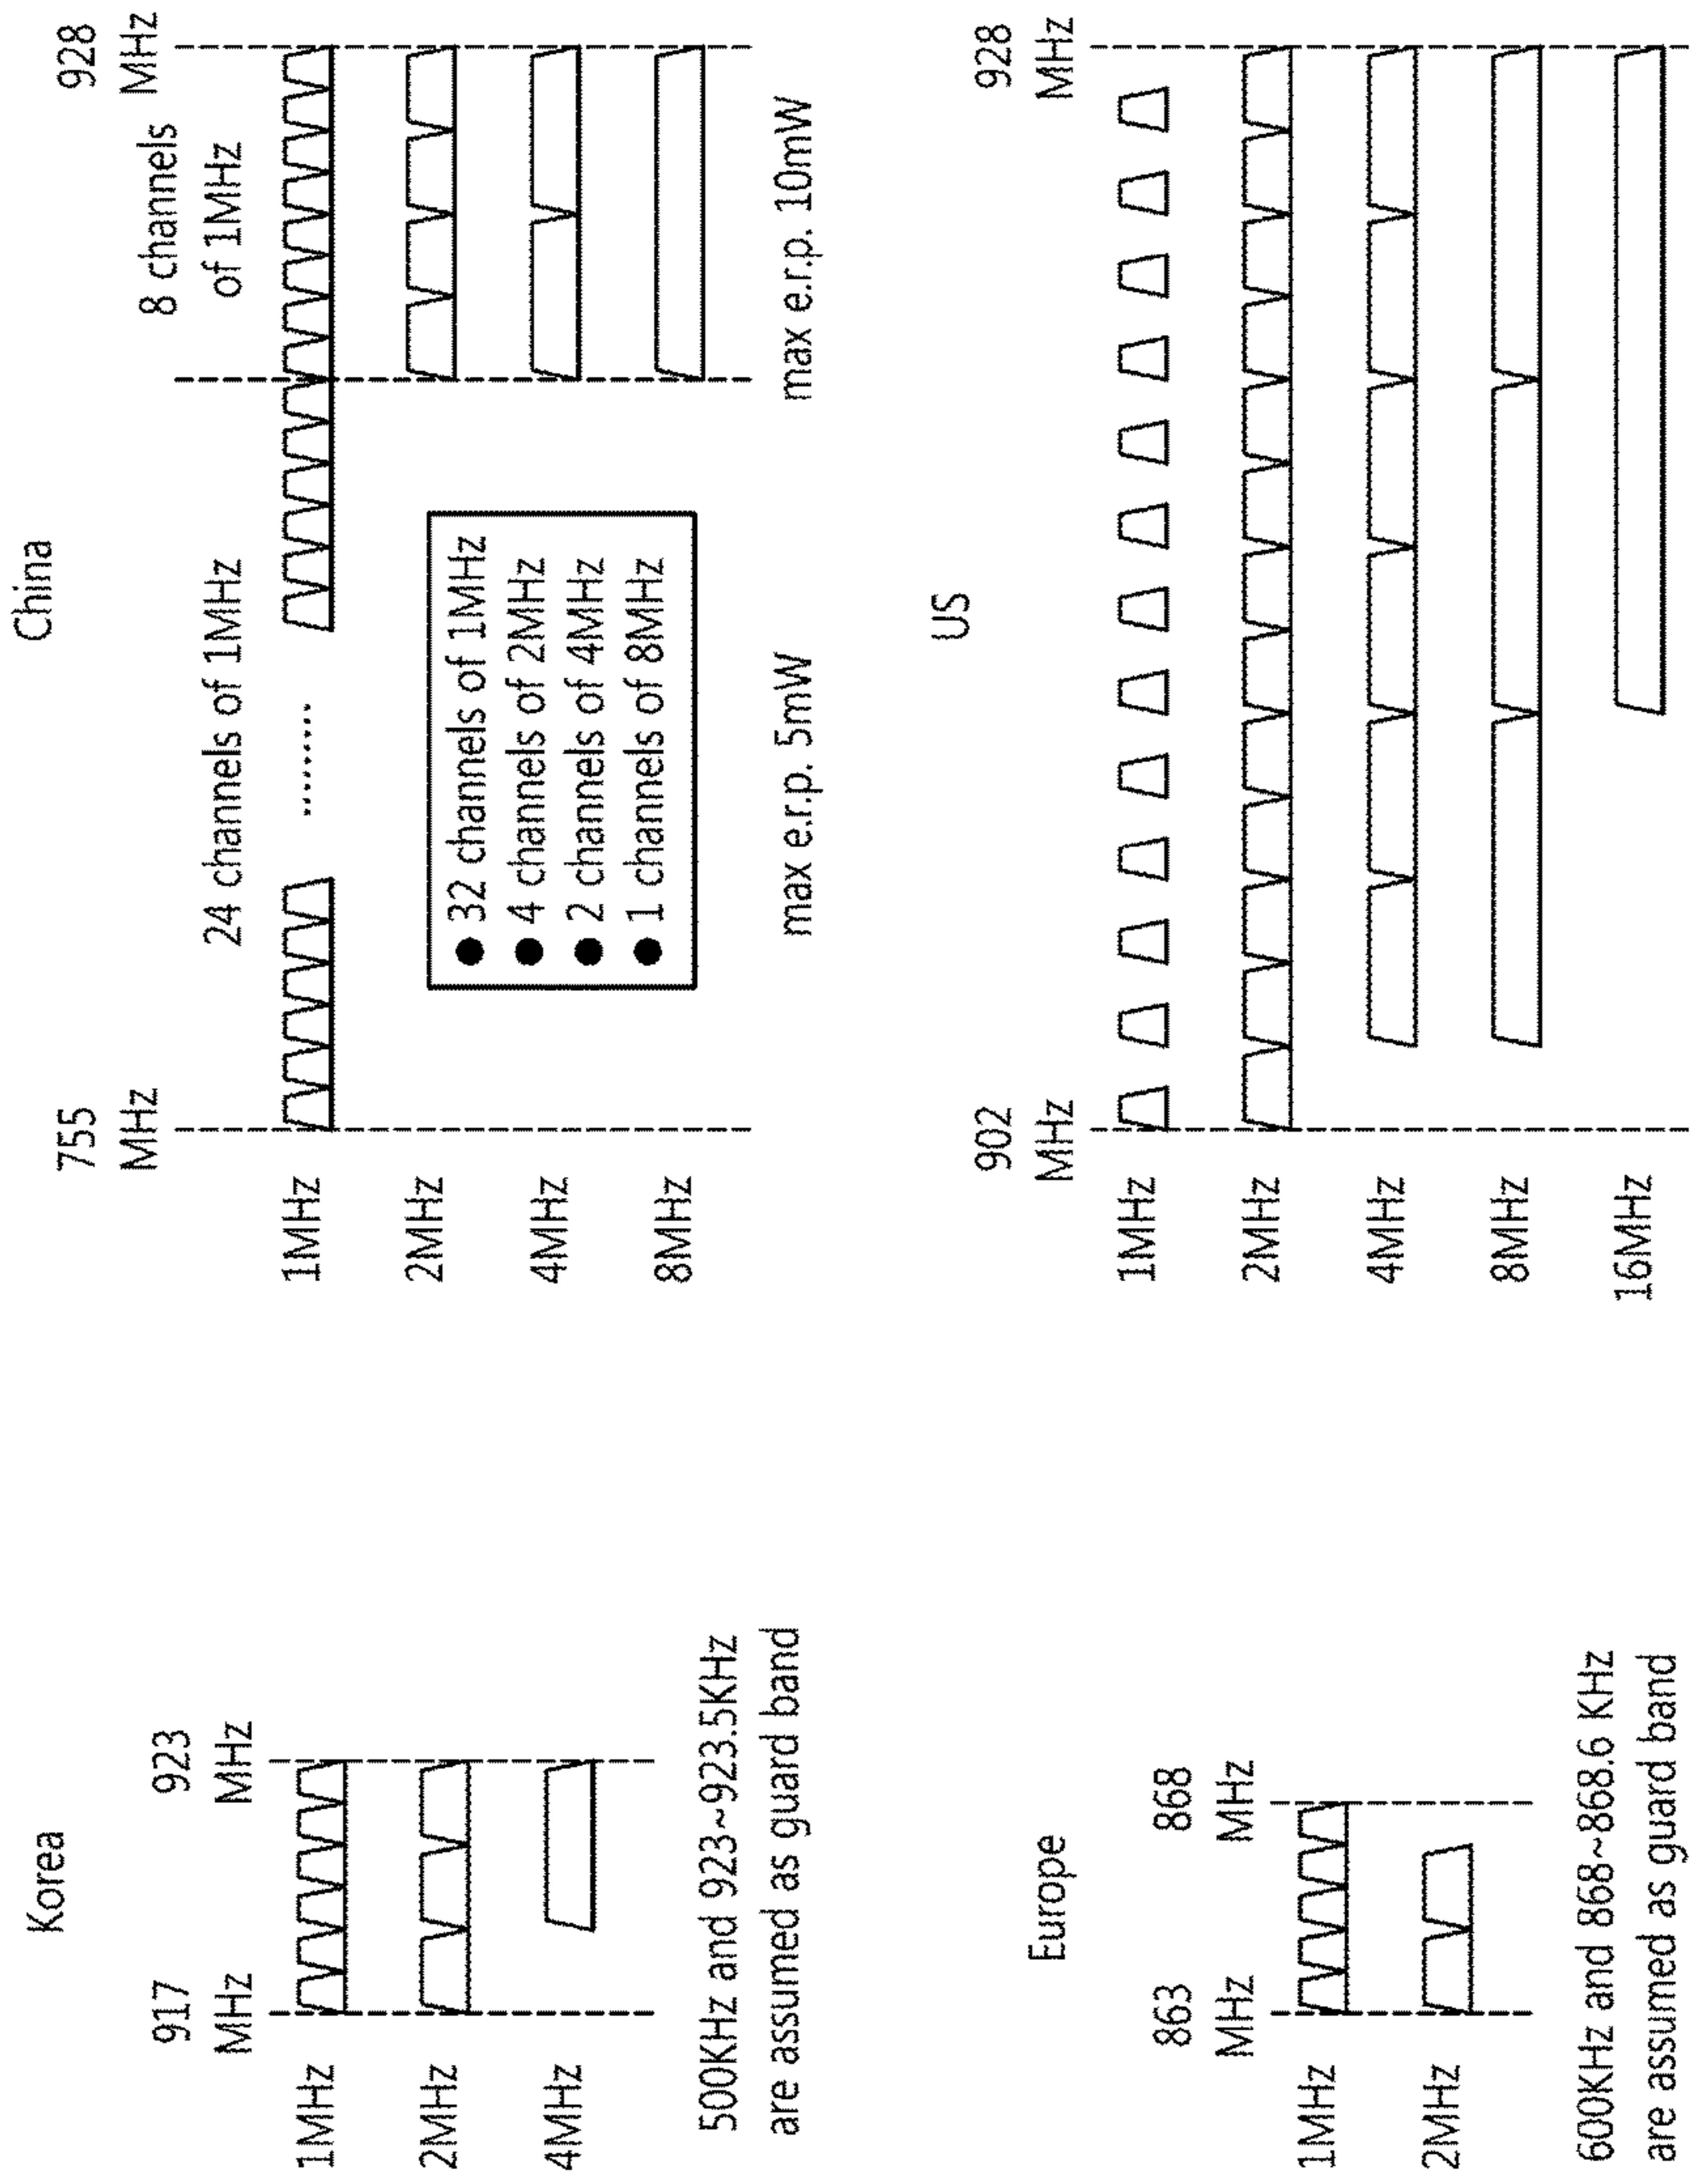 Korea
917
MHz
923
MHz
1MHz
2MHz
4MHz
500KHz and 923~923.5KHz
are assumed as guard band
China
755
MHz
928
MHz
24 channels of 1MHz
8 channels
of 1MHz
1MHz
2MHz
4MHz
8MHz
● 32 channels of 1MHz
● 4 channels of 2MHz
● 2 channels of 4MHz
● 1 channels of 8MHz
max e.r.p. 5mW
max e.r.p. 10mW
Europe
863
MHz
868
MHz
1MHz
2MHz
600KHz and 868~868.6 KHz
are assumed as guard band
US
902
MHz
928
MHz
1MHz
2MHz
4MHz
8MHz
16MHz